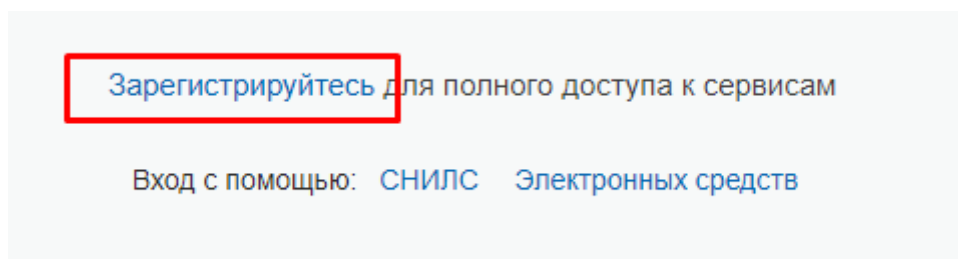 Зарегистрируйтесь для полного доступа к сервисам
Вход с помощью: СНИЛС Электронных средств